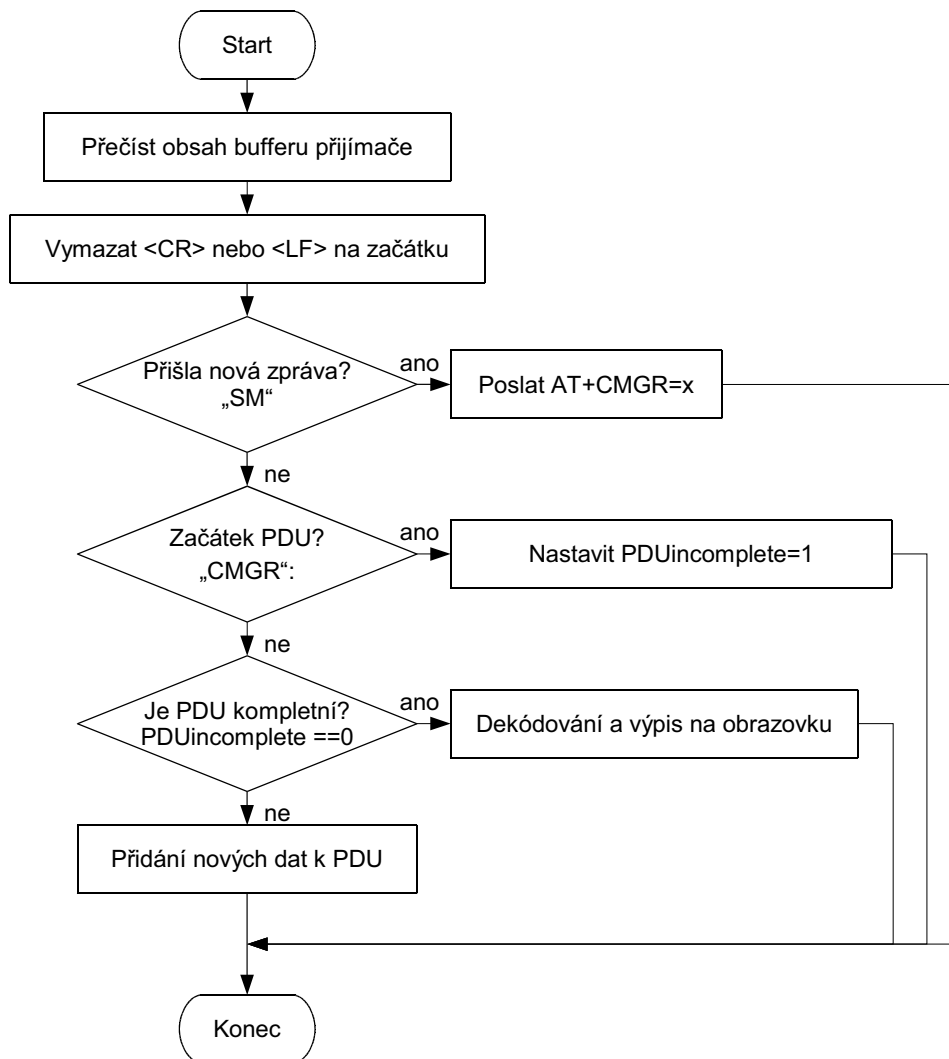 Start
Přečíst obsah bufferu přijímače
Vymazat <CR> nebo <LF> na začátku
Přišla nová zpráva?
„SM“
ano
Poslat AT+CMGR=x
ne
Začátek PDU?
„CMGR“:
ano
Nastavit PDUincomplete=1
ne
Je PDU kompletní?
PDUincomplete ==0
ano
Dekódování a výpis na obrazovku
ne
Přidání nových dat k PDU
Konec